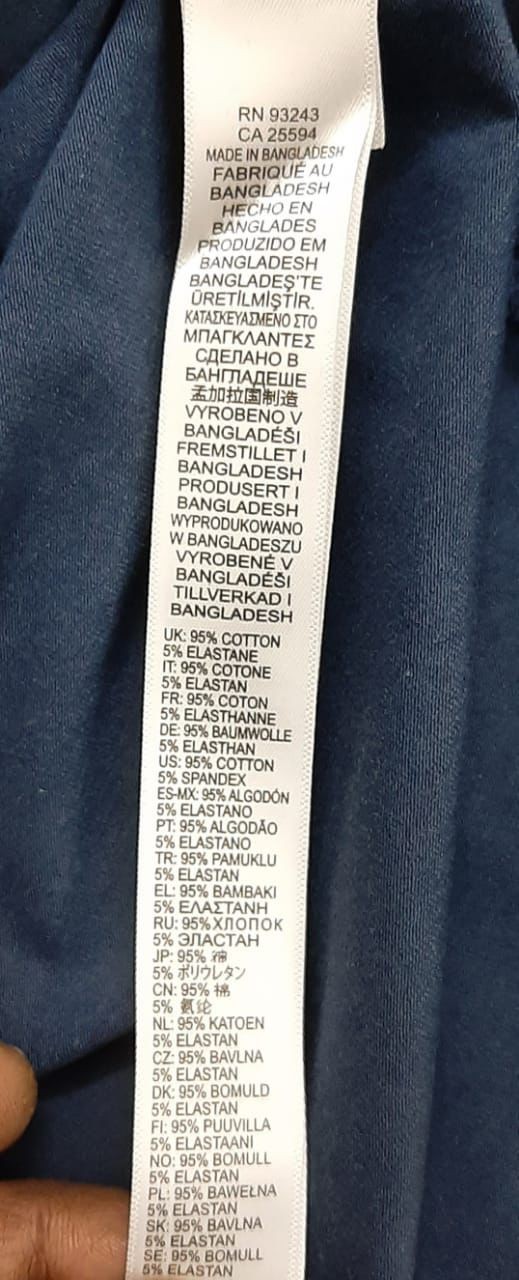 RN 93243
CA 25594
MADE IN BANGLADESH
FABRIQUÉ AU
BANGLADESH
HECHO EN
BANGLADES
PRODUZIDO EM
BANGLADESH
BANGLADEŞ'TE
ÜRETİLMİŞTİR.
ΚΑΤΑΣΚΕΥΑΣΜΕΝΟ ΣΤΟ
ΜΠΑΓΚΛΑΝΤΕΣ
СДЕЛАНО В
БАНГЛАДЕШЕ
孟加拉国制造
VYROBENO V
BANGLADÉŠI
FREMSTILLET I
BANGLADESH
PRODUSERT I
BANGLADESH
WYPRODUKOWANO
W BANGLADESZU
VYROBENÉ V
BANGLADÉŠI
TILLVERKAD I
BANGLADESH
UK: 95% COTTON
5% ELASTANE
IT: 95% COTONE
5% ELASTAN
FR: 95% COTON
5% ELASTHANNE
DE: 95% BAUMWOLLE
5% ELASTHAN
US: 95% COTTON
5% SPANDEX
ES-MX: 95% ALGODÓN
5% ELASTANO
PT: 95% ALGODÃO
5% ELASTANO
TR: 95% PAMUKLU
5% ELASTAN
EL: 95% ΒΑΜΒΑΚΙ
5% ΕΛΑΣΤΑΝΗ
RU: 95% ХЛОПОК
5% ЭЛАСТАН
JP: 95% 綿
5% ポリウレタン
CN: 95% 棉
5% 氨纶
NL: 95% KATOEN
5% ELASTAN
CZ: 95% BAVLNA
5% ELASTAN
DK: 95% BOMULD
5% ELASTAN
FI: 95% PUUVILLA
5% ELASTAANI
NO: 95% BOMULL
5% ELASTAN
PL: 95% BAWEŁNA
5% ELASTAN
SK: 95% BAVLNA
5% ELASTAN
SE: 95% BOMULL
5% ELASTAN